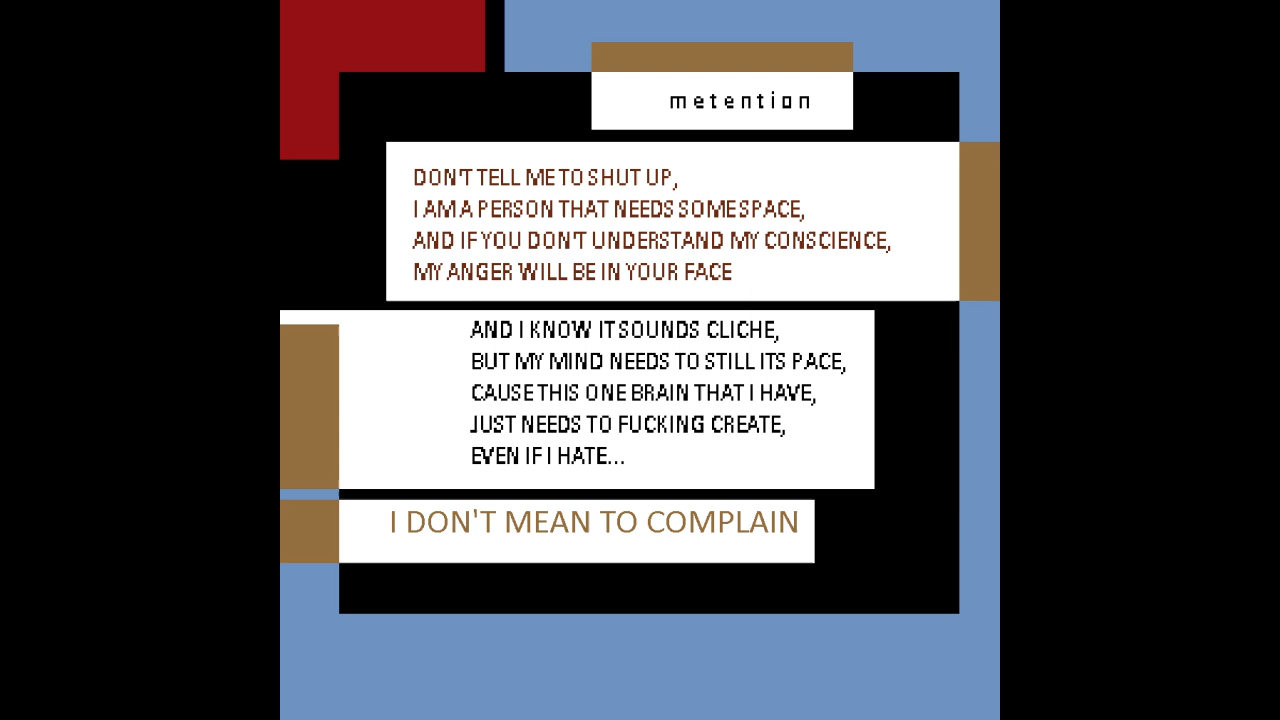 metention
DON'T TELL ME TO SHUT UP,
I AM A PERSON THAT NEEDS SOME SPACE,
AND IF YOU DON'T UNDERSTAND MY CONSCIENCE,
MY ANGER WILL BE IN YOUR FACE
AND I KNOW IT SOUNDS CLICHE,
BUT MY MIND NEEDS TO STILL ITS PACE,
CAUSE THIS ONE BRAIN THAT I HAVE,
JUST NEEDS TO FUCKING CREATE,
EVEN IF I HATE...
I DON'T MEAN TO COMPLAIN